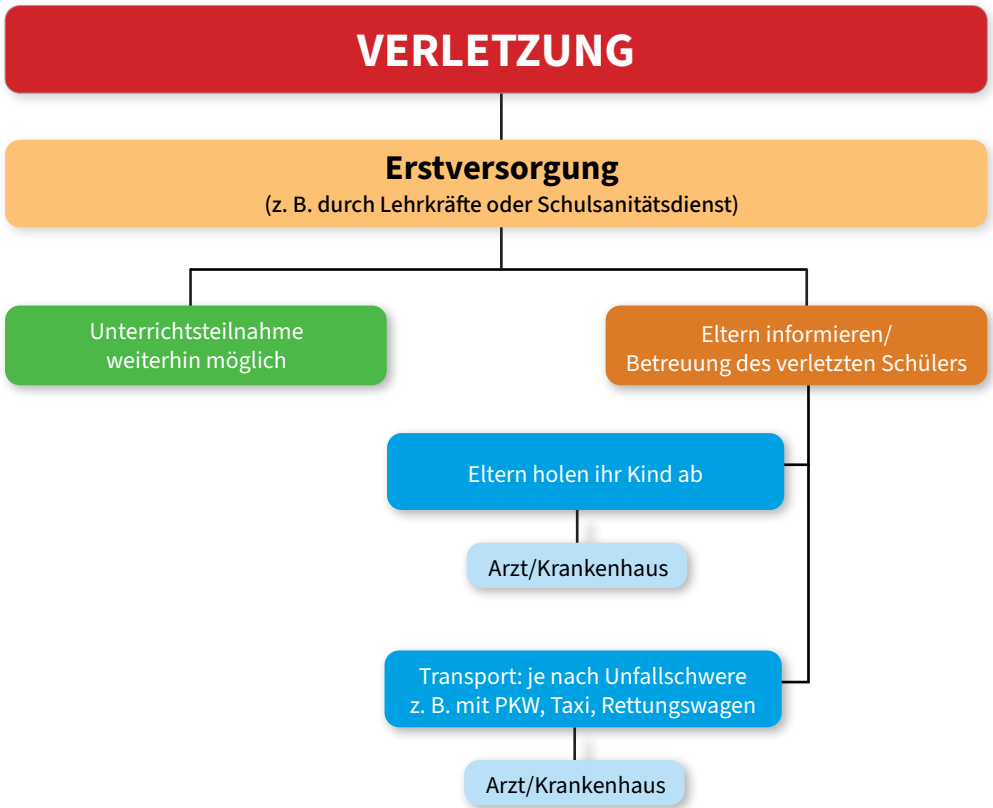 VERLETZUNG
Erstversorgung
(z. B. durch Lehrkräfte oder Schulsanitätsdienst)
Unterrichtsteilnahme
weiterhin möglich
Eltern informieren/
Betreuung des verletzten Schülers
Eltern holen ihr Kind ab
Arzt/Krankenhaus
Transport: je nach Unfallschwere
z. B. mit PKW, Taxi, Rettungswagen
Arzt/Krankenhaus